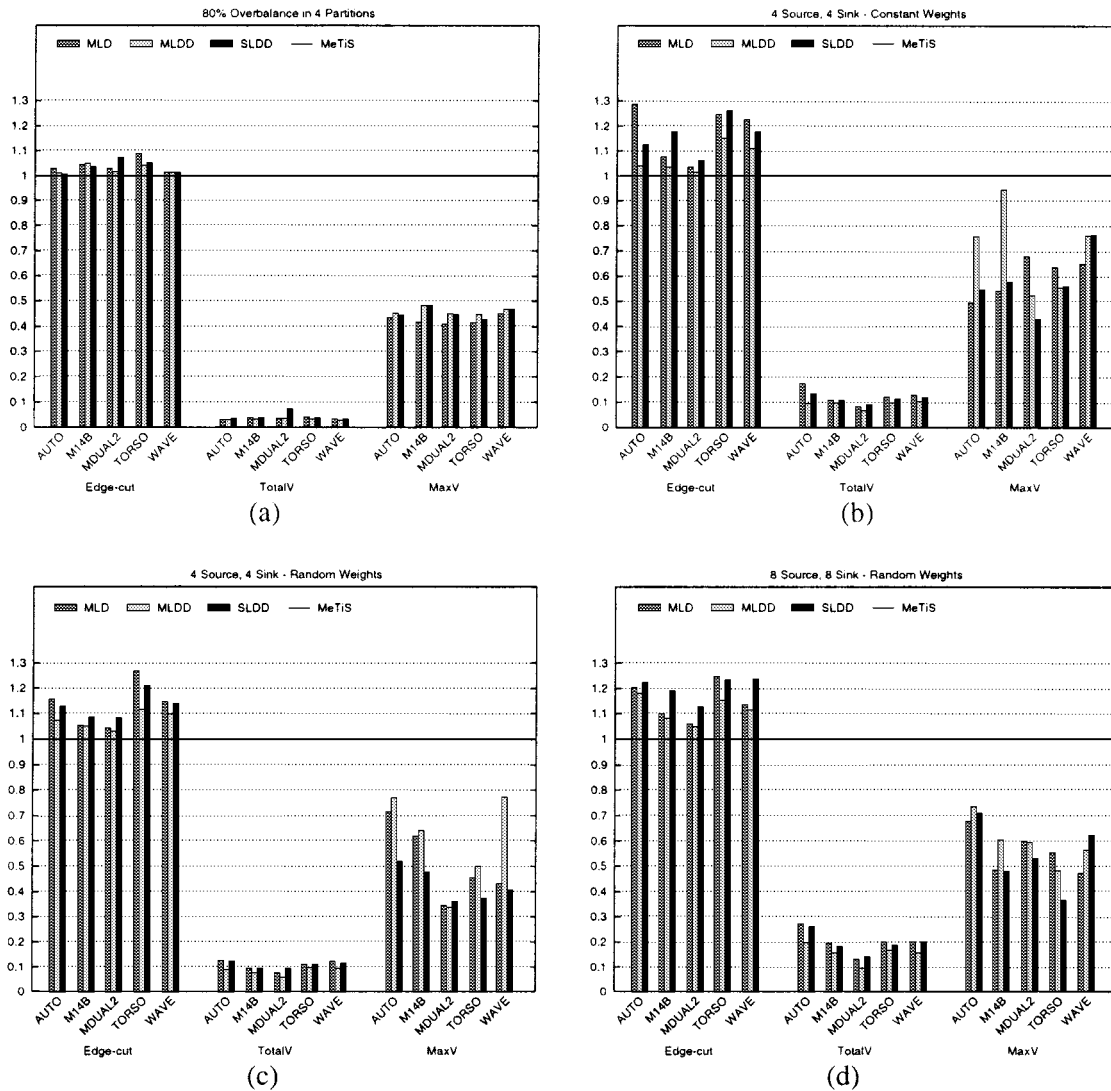 80% Overbalance in 4 Partitions
MLD MLDD SLDD MeTiS
1.3
1.2
1.1
1
0.9
0.8
0.7
0.6
0.5
0.4
0.3
0.2
0.1
0
AUTO M14B MDUAL2 TORSO WAVE AUTO M14B MDUAL2 TORSO WAVE AUTO M14B MDUAL2 TORSO WAVE
Edge-cut TotalV MaxV
(a)
4 Source, 4 Sink - Constant Weights
MLD MLDD SLDD MeTiS
1.3
1.2
1.1
1
0.9
0.8
0.7
0.6
0.5
0.4
0.3
0.2
0.1
0
AUTO M14B MDUAL2 TORSO WAVE AUTO M14B MDUAL2 TORSO WAVE AUTO M14B MDUAL2 TORSO WAVE
Edge-cut TotalV MaxV
(b)
4 Source, 4 Sink - Random Weights
MLD MLDD SLDD MeTiS
1.3
1.2
1.1
1
0.9
0.8
0.7
0.6
0.5
0.4
0.3
0.2
0.1
0
AUTO M14B MDUAL2 TORSO WAVE AUTO M14B MDUAL2 TORSO WAVE AUTO M14B MDUAL2 TORSO WAVE
Edge-cut TotalV MaxV
(c)
8 Source, 8 Sink - Random Weights
MLD MLDD SLDD MeTiS
1.3
1.2
1.1
1
0.9
0.8
0.7
0.6
0.5
0.4
0.3
0.2
0.1
0
AUTO M14B MDUAL2 TORSO WAVE AUTO M14B MDUAL2 TORSO WAVE AUTO M14B MDUAL2 TORSO WAVE
Edge-cut TotalV MaxV
(d)